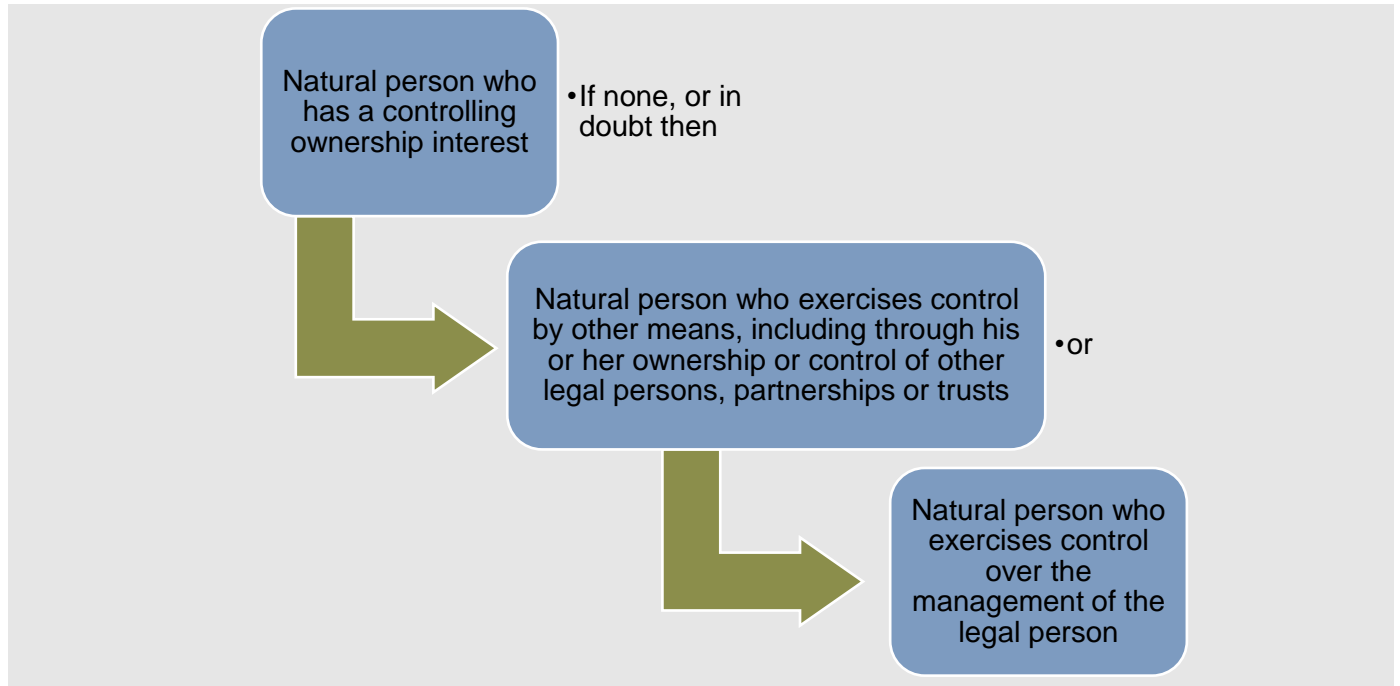 Natural person who
has a controlling
ownership interest
•If none, or in
doubt then
Natural person who exercises control
by other means, including through his
or her ownership or control of other
legal persons, partnerships or trusts
•or
Natural person who
exercises control
over the
management of the
legal person